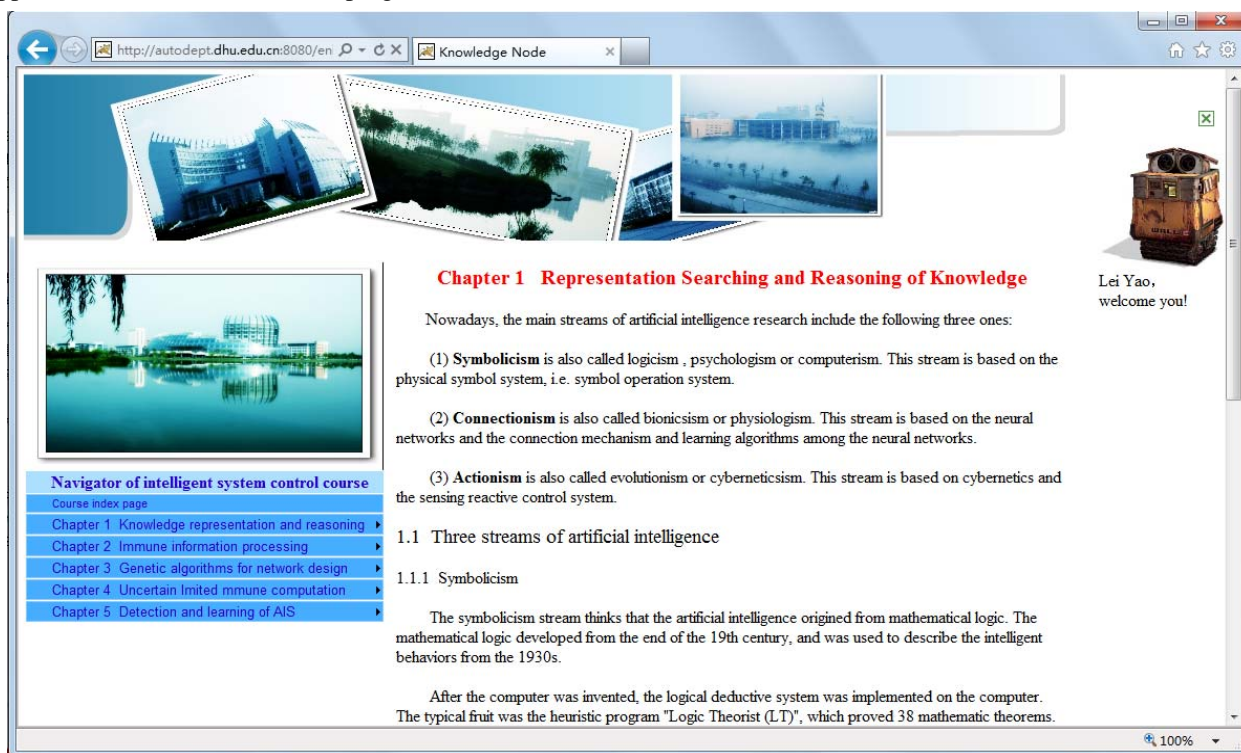 http://autodept.dhu.edu.cn:8080/en
Knowledge Node
Lei Yao,
welcome you!
Navigator of intelligent system control course
Course index page
Chapter 1 Knowledge representation and reasoning
Chapter 2 Immune information processing
Chapter 3 Genetic algorithms for network design
Chapter 4 Uncertain lmited mmune computation
Chapter 5 Detection and learning of AIS
Chapter 1 Representation Searching and Reasoning of Knowledge
Nowadays, the main streams of artificial intelligence research include the following three ones:
(1) Symbolicism is also called logicism , psychologism or computerism. This stream is based on the
physical symbol system, i.e. symbol operation system.
(2) Connectionism is also called bionicsism or physiologism. This stream is based on the neural
networks and the connection mechanism and learning algorithms among the neural networks.
(3) Actionism is also called evolutionism or cyberneticsism. This stream is based on cybernetics and
the sensing reactive control system.
1.1 Three streams of artificial intelligence
1.1.1 Symbolicism
The symbolicism stream thinks that the artificial intelligence origined from mathematical logic. The
mathematical logic developed from the end of the 19th century, and was used to describe the intelligent
behaviors from the 1930s.
After the computer was invented, the logical deductive system was implemented on the computer.
The typical fruit was the heuristic program "Logic Theorist (LT)", which proved 38 mathematic theorems.
100%